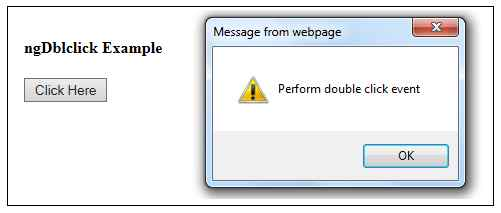 ngDblclick Example
Click Here
Message from webpage
Perform double click event
OK